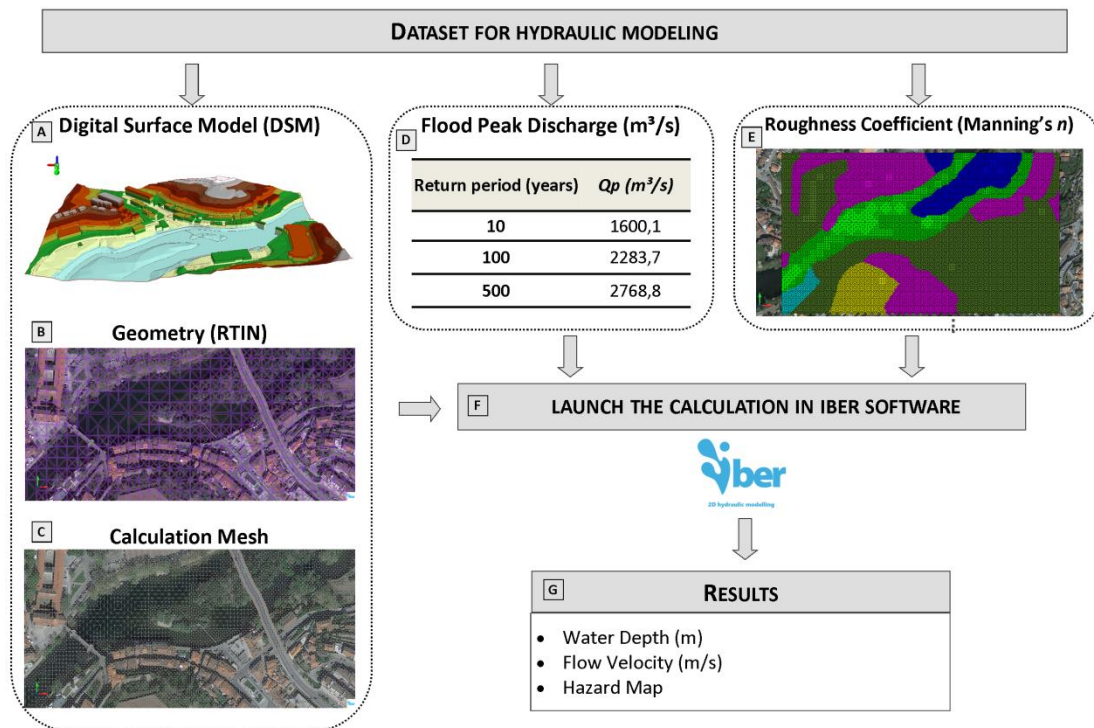 DATASET FOR HYDRAULIC MODELING
A
Digital Surface Model (DSM)
B
Geometry (RTIN)
C
Calculation Mesh
D
Flood Peak Discharge (m³/s)
Return period (years) Qp (m³/s)
10 1600,1
100 2283,7
500 2768,8
E
Roughness Coefficient (Manning's n)
F
LAUNCH THE CALCULATION IN IBER SOFTWARE
iber
2D hydraulic modelling
G
RESULTS
• Water Depth (m)
• Flow Velocity (m/s)
• Hazard Map